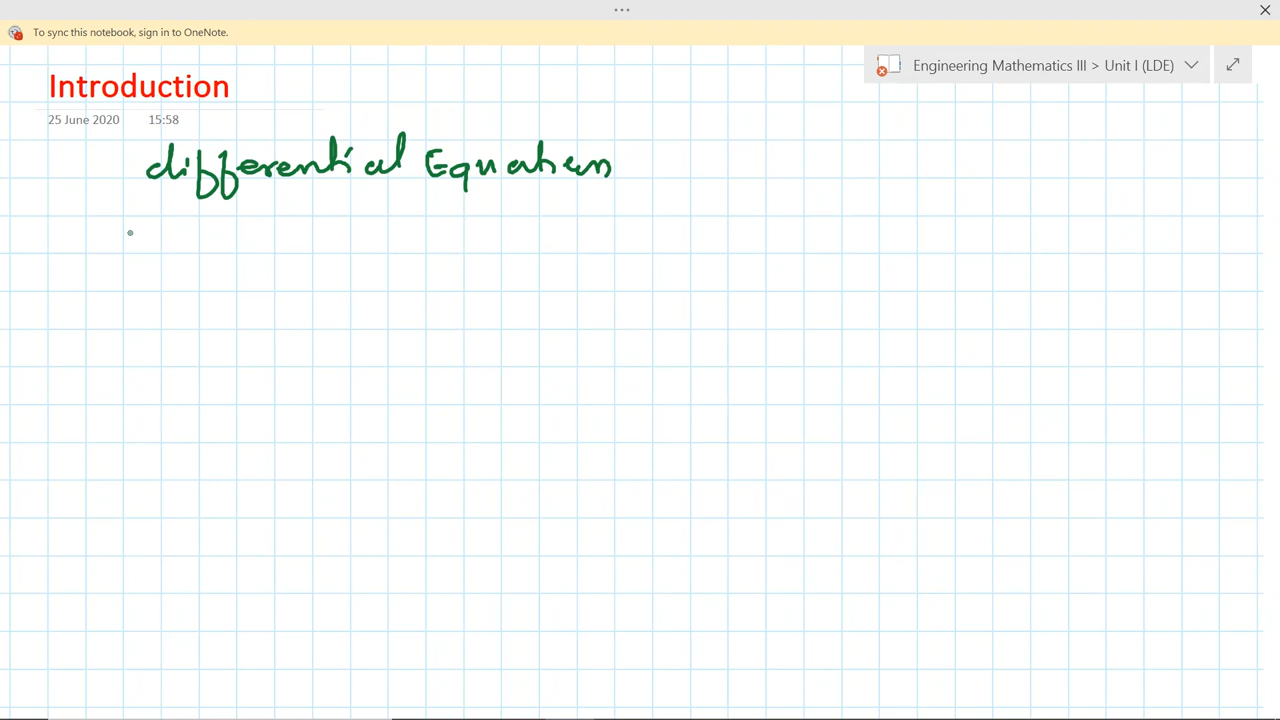 To sync this notebook, sign in to OneNote.
Engineering Mathematics III > Unit I (LDE)
Introduction
25 June 2020 15:58
differential Equation